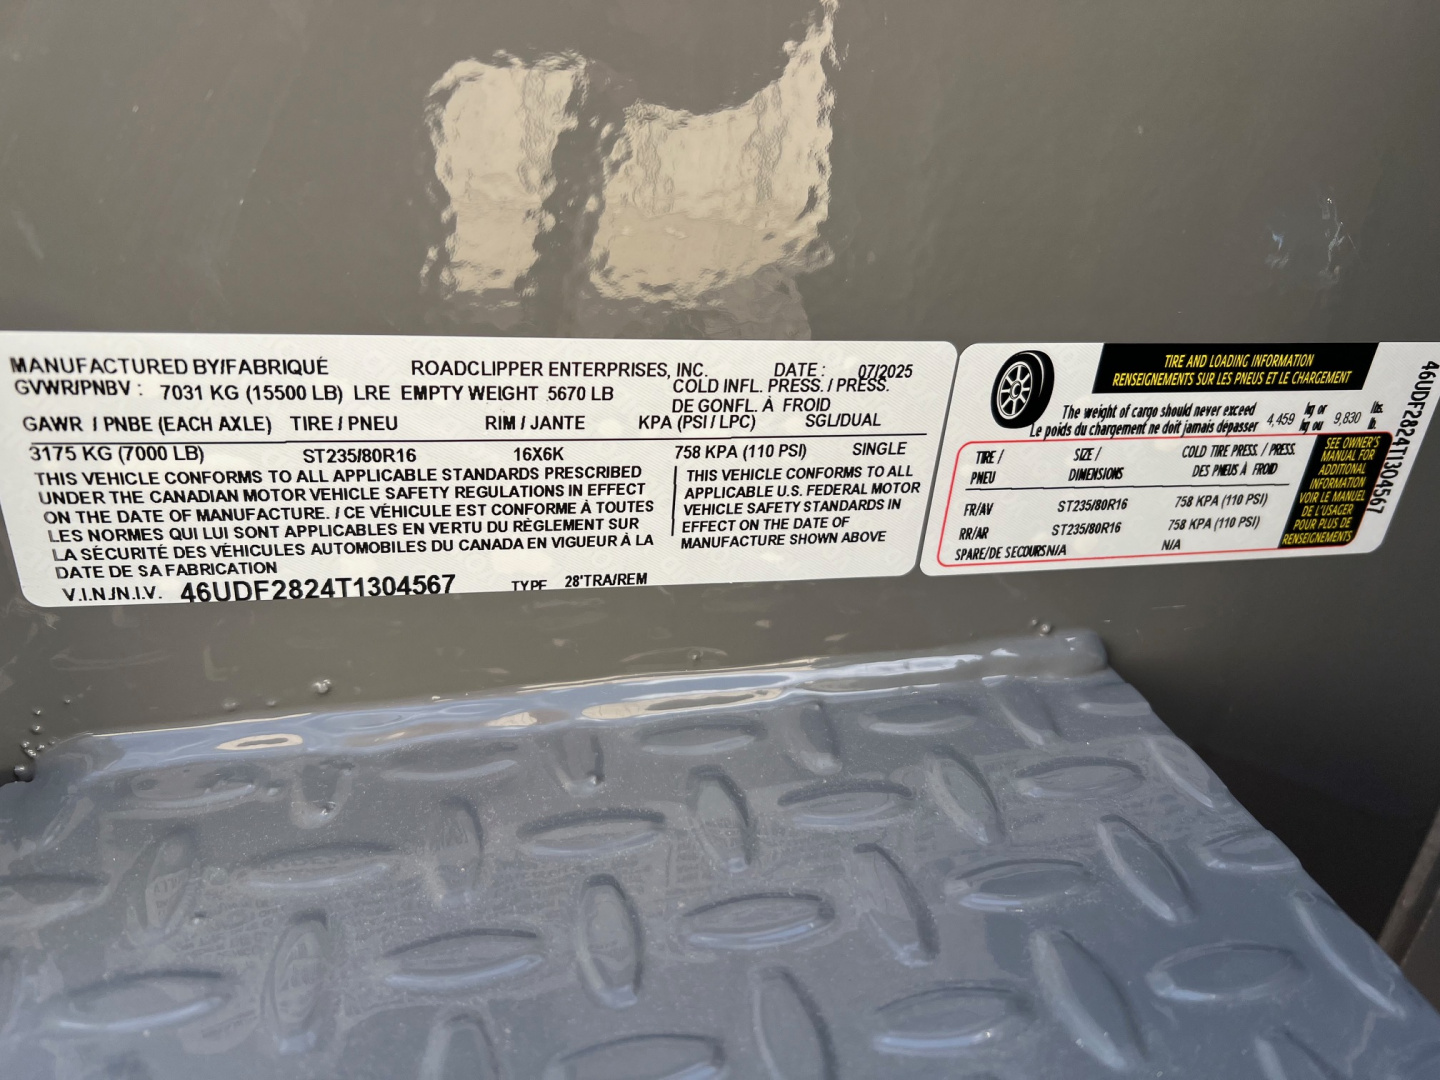 MANUFACTURED BY/FABRIQUÉ ROADCLIPPER ENTERPRISES, INC. DATE : 07/2025
GVWR/PNBV : 7031 KG (15500 LB) LRE EMPTY WEIGHT 5670 LB COLD INFL. PRESS. / PRESS.
DE GONFL. À FROID
GAWR / PNBE (EACH AXLE) TIRE / PNEU RIM / JANTE KPA (PSI / LPC) SGL/DUAL
3175 KG (7000 LB) ST235/80R16 16X6K 758 KPA (110 PSI) SINGLE
THIS VEHICLE CONFORMS TO ALL APPLICABLE STANDARDS PRESCRIBED
UNDER THE CANADIAN MOTOR VEHICLE SAFETY REGULATIONS IN EFFECT
ON THE DATE OF MANUFACTURE. / CE VÉHICULE EST CONFORME À TOUTES
LES NORMES QUI LUI SONT APPLICABLES EN VERTU DU RÈGLEMENT SUR
LA SÉCURITÉ DES VÉHICULES AUTOMOBILES DU CANADA EN VIGUEUR À LA
DATE DE SA FABRICATION
THIS VEHICLE CONFORMS TO ALL
APPLICABLE U.S. FEDERAL MOTOR
VEHICLE SAFETY STANDARDS IN
EFFECT ON THE DATE OF
MANUFACTURE SHOWN ABOVE
V.I.N./N.I.V. 46UDF2824T1304567 TYPE 28'TRA/REM
TIRE AND LOADING INFORMATION
RENSEIGNEMENTS SUR LES PNEUS ET LE CHARGEMENT
The weight of cargo should never exceed
Le poids du chargement ne doit jamais dépasser
4,459 kg or
kg ou
9,830 lbs.
lb.
TIRE / SIZE / COLD TIRE PRESS. / PRESS.
PNEU DIMENSIONS DES PNEUS À FROID
FR/AV ST235/80R16 758 KPA (110 PSI)
RR/AR ST235/80R16 758 KPA (110 PSI)
SPARE/DE SECOURS N/A N/A
SEE OWNER'S
MANUAL FOR
ADDITIONAL
INFORMATION
VOIR LE MANUEL
DE L'USAGER
POUR PLUS DE
RENSEIGNEMENTS
46UDF2824T1304567